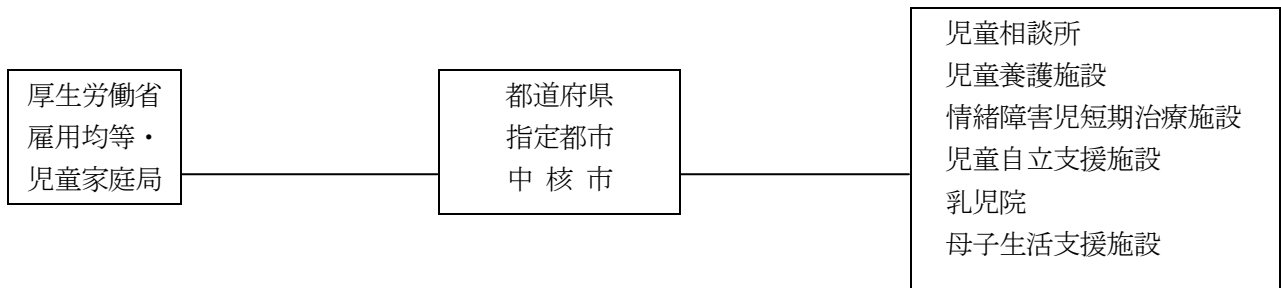 厚生労働省
雇用均等・
児童家庭局
都道府県
指定都市
中 核 市
児童相談所
児童養護施設
情緒障害児短期治療施設
児童自立支援施設
乳児院
母子生活支援施設